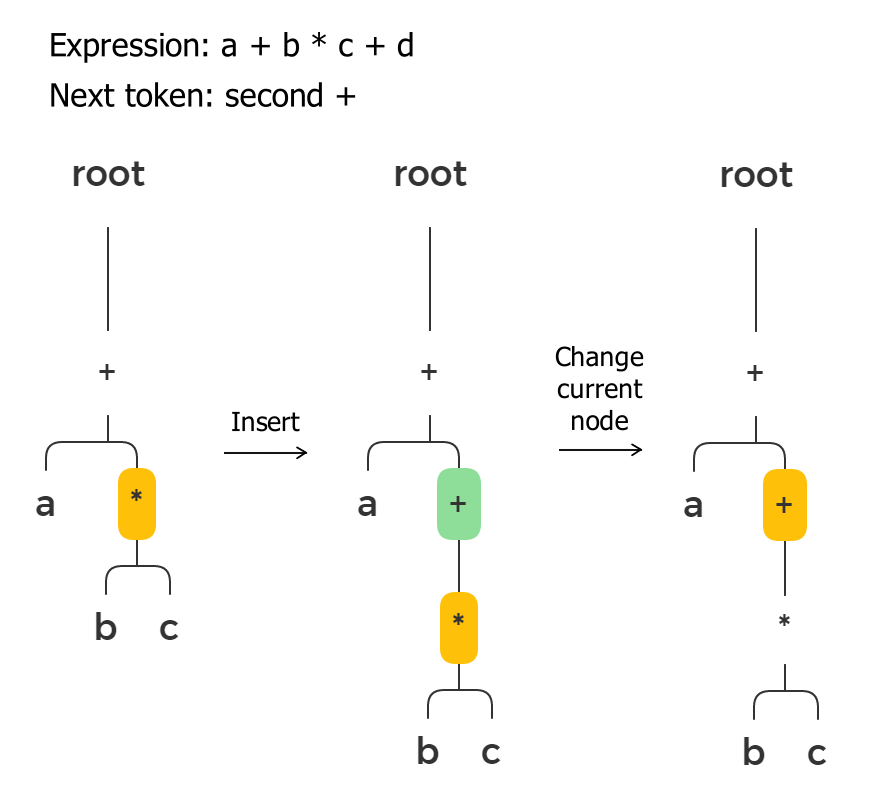 Expression: a + b * c + d
Next token: second +
root root root
+ + +
Insert
Change
current
node
a * a + a +
* *
b c
b c b c